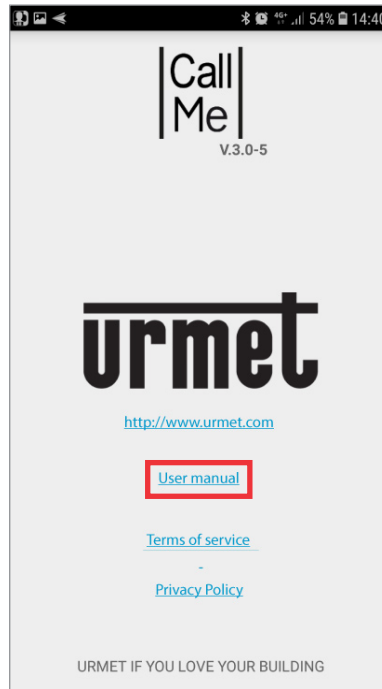 46+ 54% 14:40
Call
Me
V.3.0-5
urmet
http://www.urmet.com
User manual
Terms of service
-
Privacy Policy
URMET IF YOU LOVE YOUR BUILDING